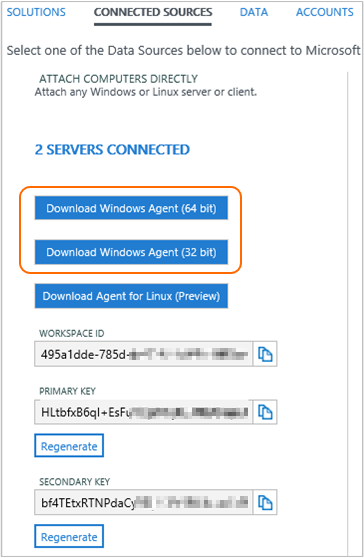 SOLUTIONS CONNECTED SOURCES DATA ACCOUNTS
Select one of the Data Sources below to connect to Microsoft
ATTACH COMPUTERS DIRECTLY
Attach any Windows or Linux server or client.
2 SERVERS CONNECTED
Download Windows Agent (64 bit)
Download Windows Agent (32 bit)
Download Agent for Linux (Preview)
WORKSPACE ID
495a1dde-785d-
PRIMARY KEY
HLtbfxB6qI+EsFu
Regenerate
SECONDARY KEY
bf4TEtxRTNPdaCy
Regenerate